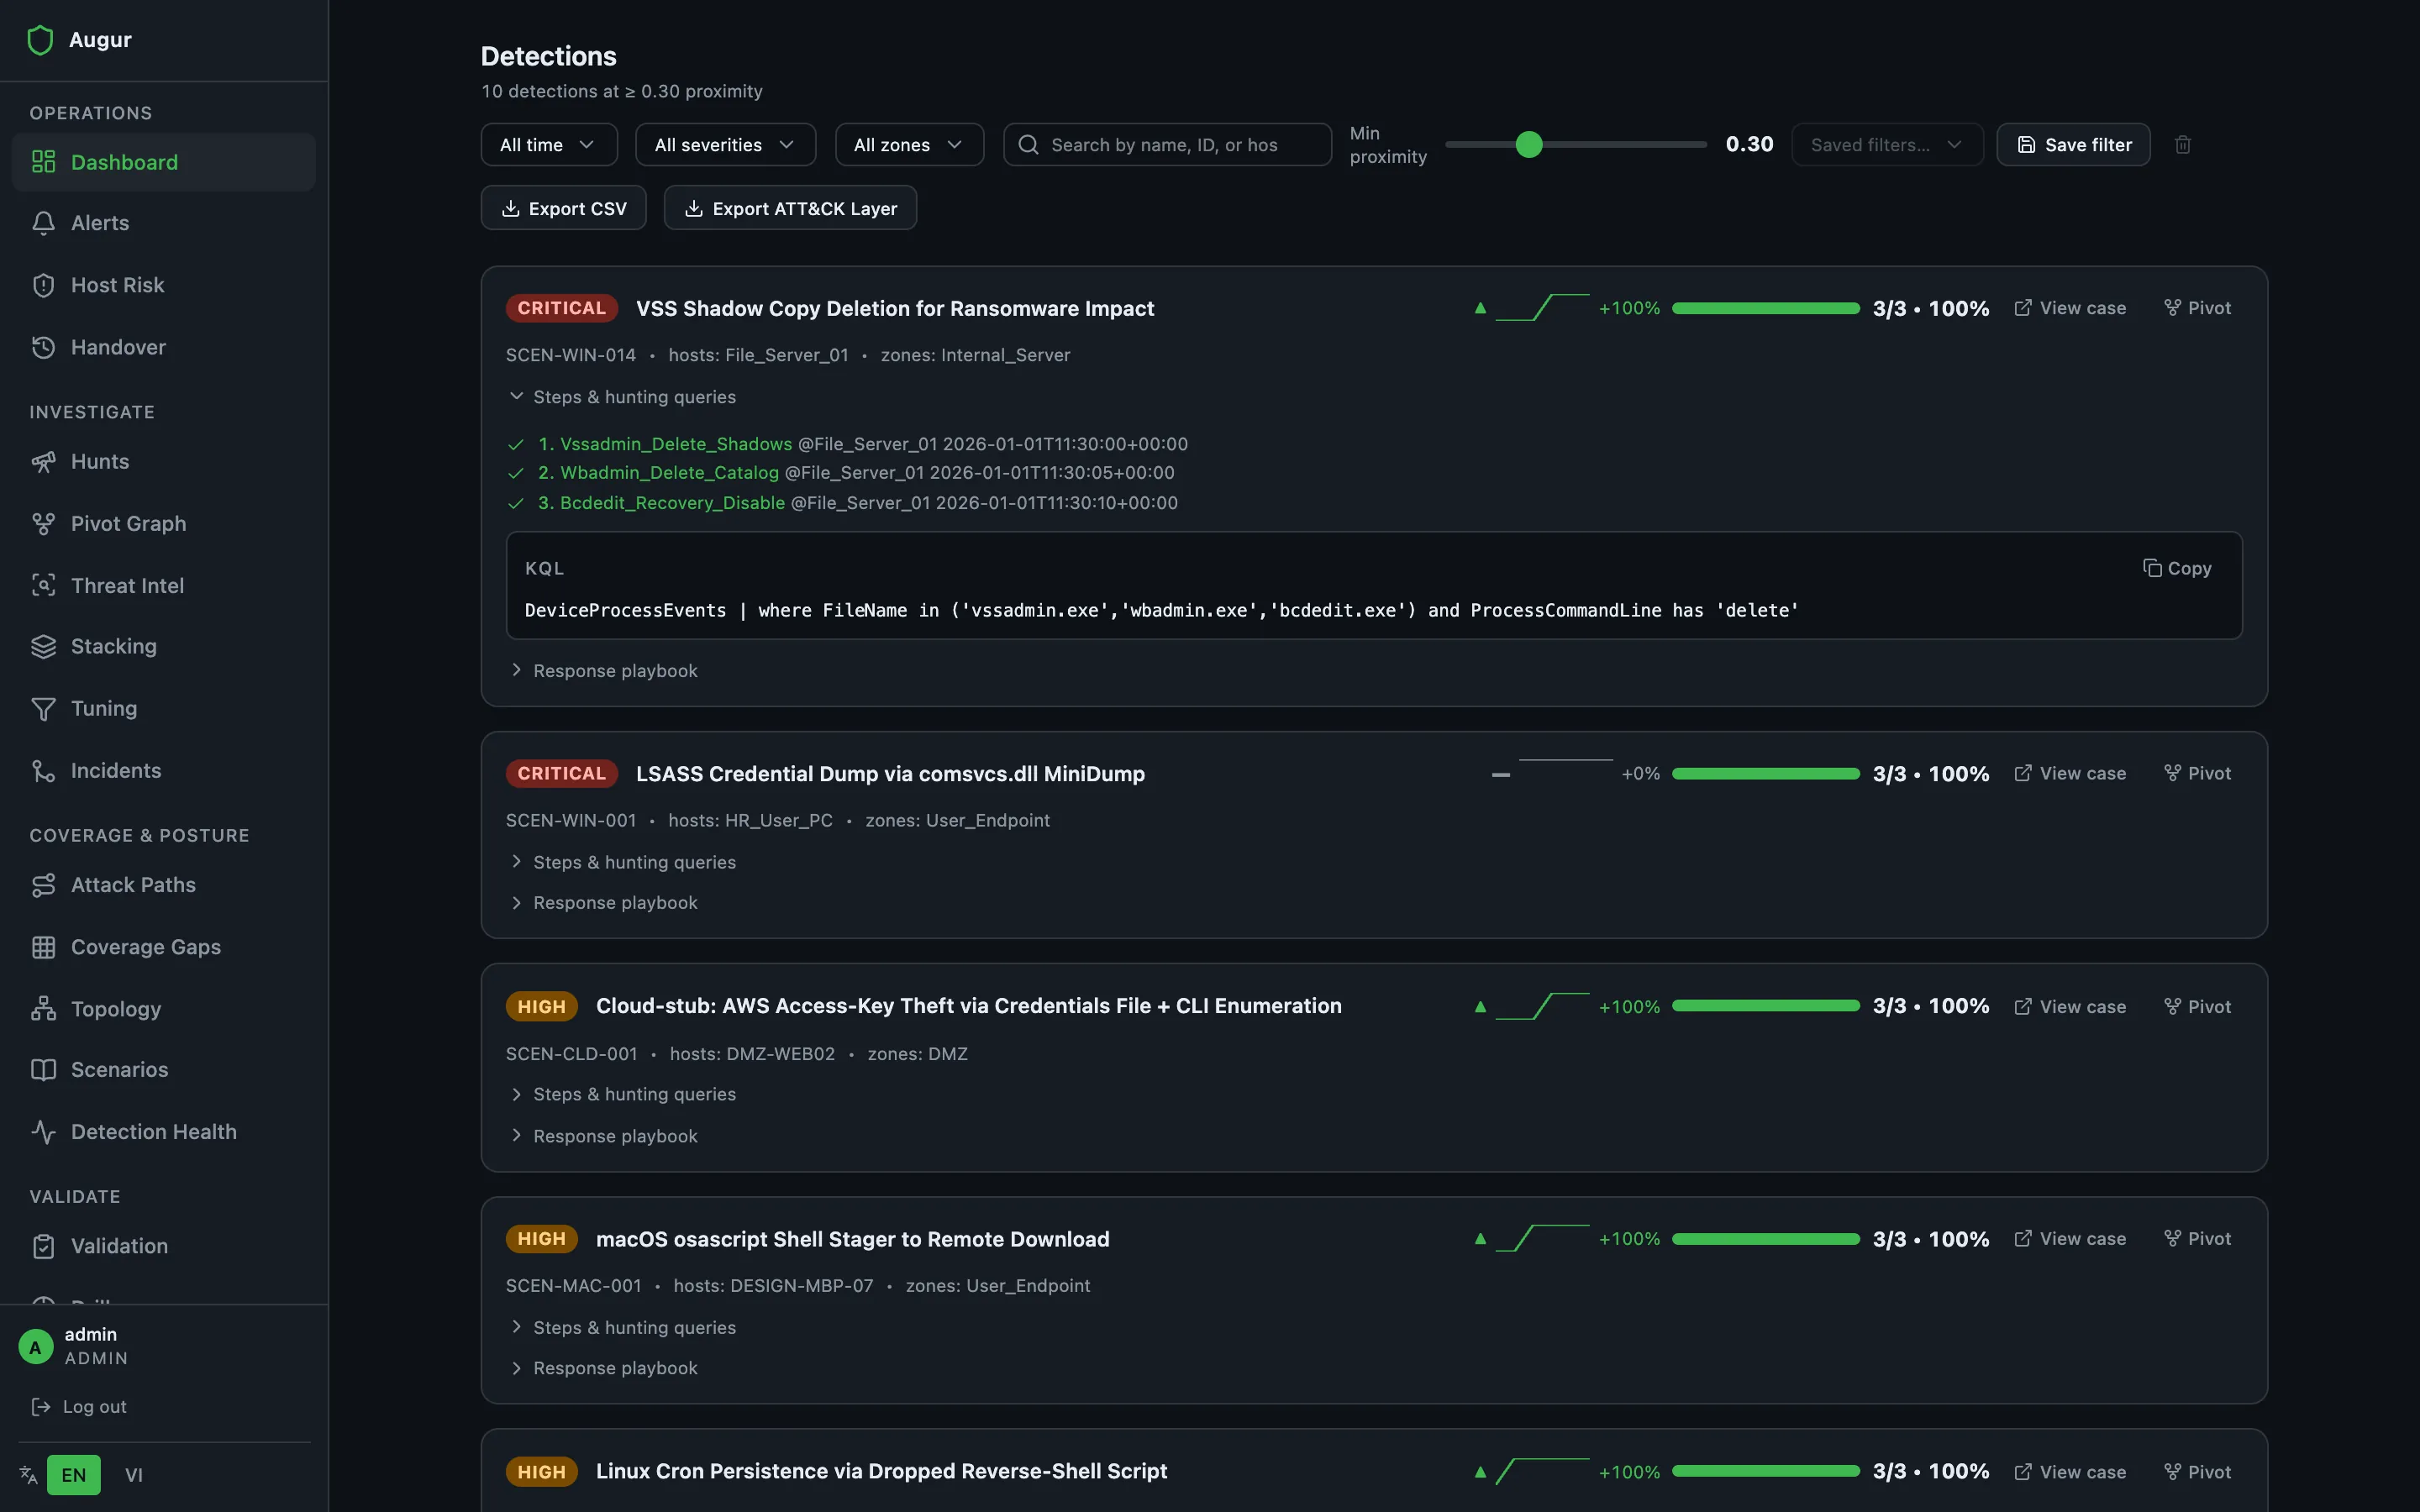 Augur
OPERATIONS
Dashboard
Alerts
Host Risk
Handover
INVESTIGATE
Hunts
Pivot Graph
Threat Intel
Stacking
Tuning
Incidents
COVERAGE & POSTURE
Attack Paths
Coverage Gaps
Topology
Scenarios
Detection Health
VALIDATE
Validation
admin
A
ADMIN
Log out
EN VI
Detections
10 detections at ≥ 0.30 proximity
All time All severities All zones Search by name, ID, or hos Min proximity 0.30 Saved filters... Save filter
Export CSV Export ATT&CK Layer
CRITICAL VSS Shadow Copy Deletion for Ransomware Impact +100% 3/3 • 100% View case Pivot
SCEN-WIN-014 • hosts: File_Server_01 • zones: Internal_Server
Steps & hunting queries
1. Vssadmin_Delete_Shadows @File_Server_01 2026-01-01T11:30:00+00:00
2. Wbadmin_Delete_Catalog @File_Server_01 2026-01-01T11:30:05+00:00
3. Bcdedit_Recovery_Disable @File_Server_01 2026-01-01T11:30:10+00:00
KQL Copy
DeviceProcessEvents | where FileName in ('vssadmin.exe','wbadmin.exe','bcdedit.exe') and ProcessCommandLine has 'delete'
Response playbook
CRITICAL LSASS Credential Dump via comsvcs.dll MiniDump +0% 3/3 • 100% View case Pivot
SCEN-WIN-001 • hosts: HR_User_PC • zones: User_Endpoint
Steps & hunting queries
Response playbook
HIGH Cloud-stub: AWS Access-Key Theft via Credentials File + CLI Enumeration +100% 3/3 • 100% View case Pivot
SCEN-CLD-001 • hosts: DMZ-WEB02 • zones: DMZ
Steps & hunting queries
Response playbook
HIGH macOS osascript Shell Stager to Remote Download +100% 3/3 • 100% View case Pivot
SCEN-MAC-001 • hosts: DESIGN-MBP-07 • zones: User_Endpoint
Steps & hunting queries
Response playbook
HIGH Linux Cron Persistence via Dropped Reverse-Shell Script +100% 3/3 • 100% View case Pivot